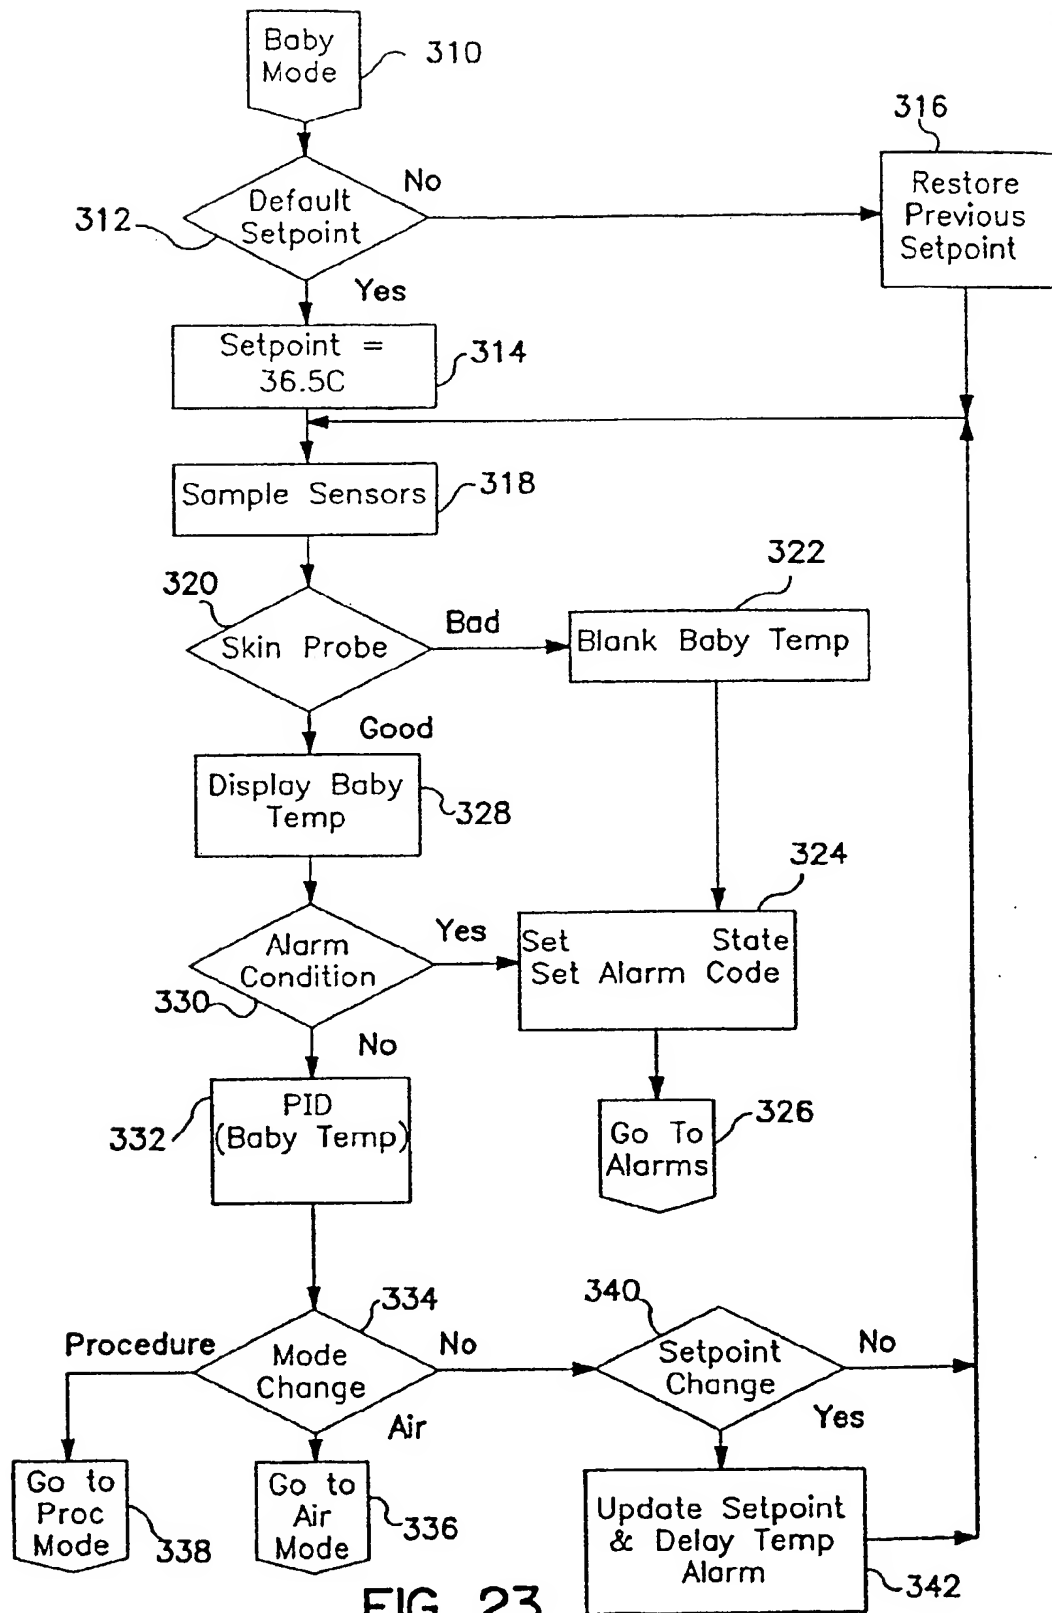 Baby
Mode
310
316
No
Default
Setpoint
312
Restore
Previous
Setpoint
Yes
Setpoint =
36.5C
314
Sample Sensors
318
322
320
Skin Probe
Bad
Blank Baby Temp
Good
Display Baby
Temp
328
324
Alarm
Condition
Yes
330
Set State
Set Alarm Code
No
332
PID
(Baby Temp)
326
Go To
Alarms
334
340
Procedure
Mode
Change
No
Setpoint
Change
No
Air
Yes
Go to
Proc
Mode
338
Go to
Air
Mode
336
Update Setpoint
& Delay Temp
Alarm
342
FIG. 23